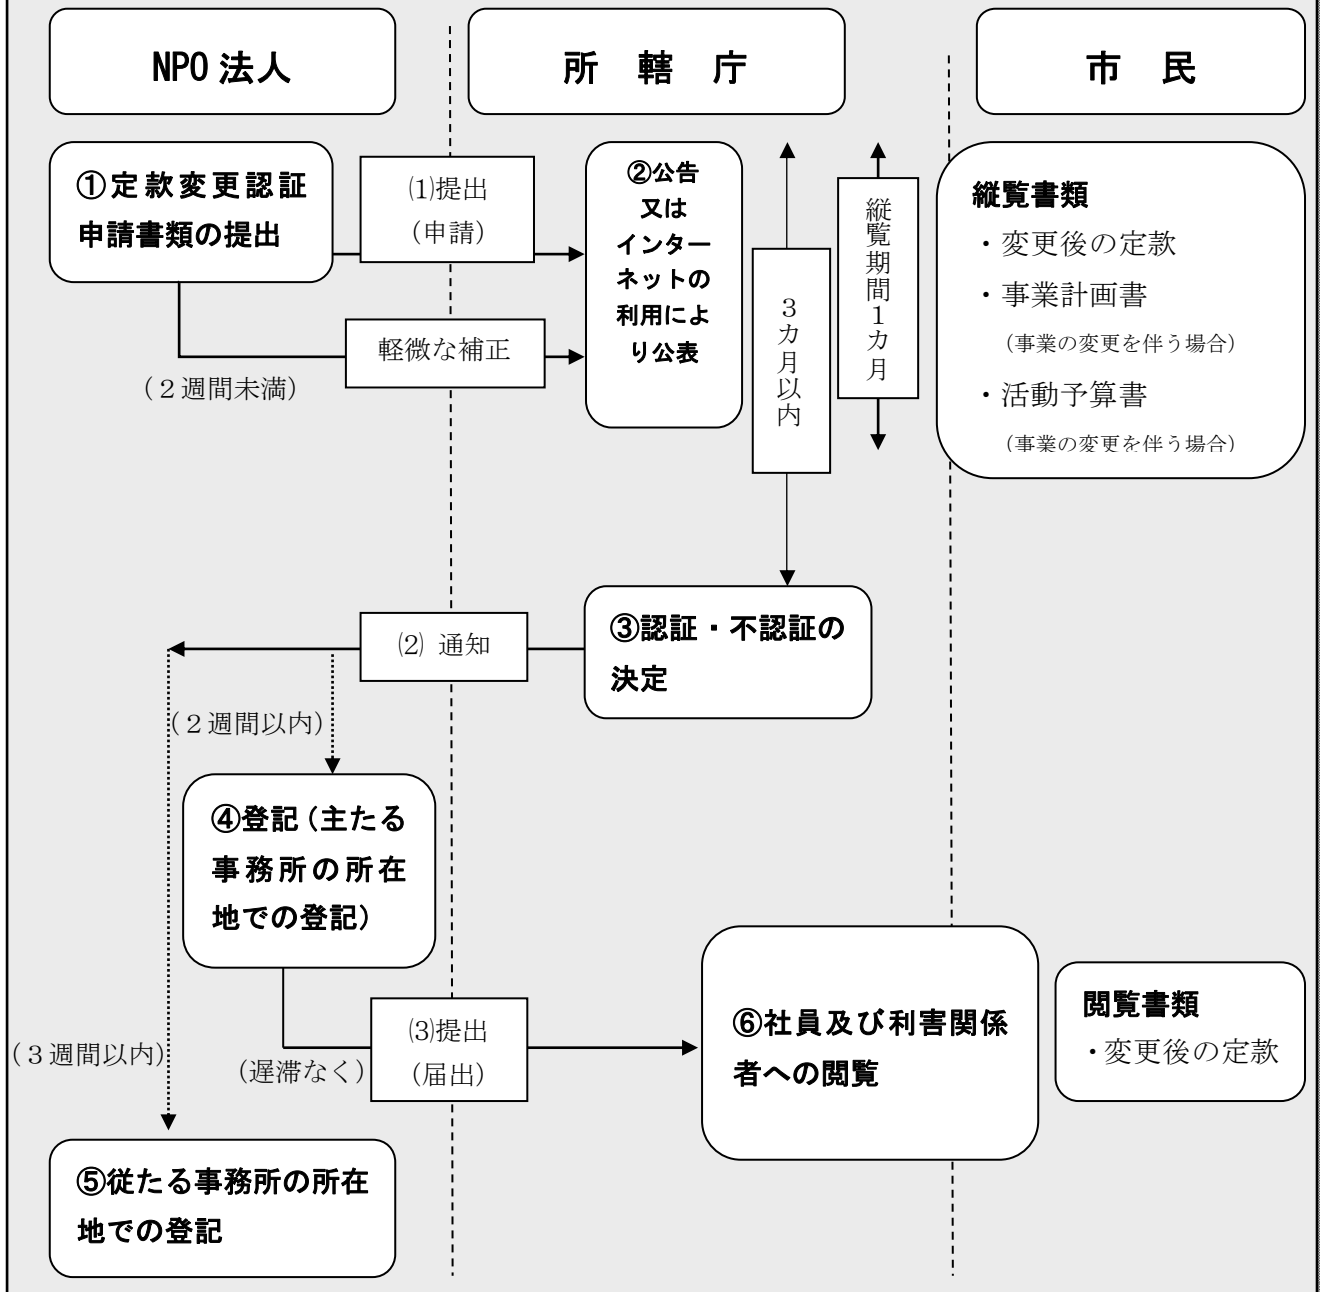 NPO法人
所　轄　庁
市　民
①定款変更認証
申請書類の提出
⑴提出
（申請）
軽微な補正
（２週間未満）
②公告
又は
インター
ネットの
利用によ
り公表
３カ月以内
縦覧期間１カ月
縦覧書類
・変更後の定款
・事業計画書
（事業の変更を伴う場合）
・活動予算書
（事業の変更を伴う場合）
③認証・不認証の
決定
⑵ 通知
（２週間以内）
④登記（主たる
事務所の所在
地での登記）
（３週間以内）
（遅滞なく）
⑶提出
（届出）
⑥社員及び利害関係
者への閲覧
閲覧書類
・変更後の定款
⑤従たる事務所の所在
地での登記